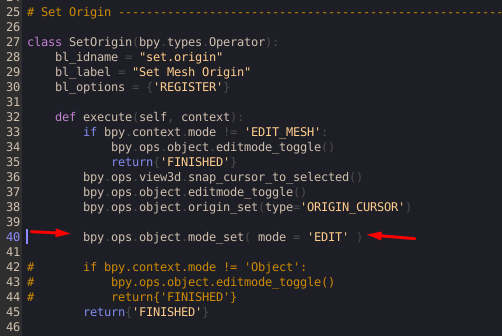 25 # Set Origin ------------------------------------------------------
26
27 class SetOrigin(bpy.types.Operator):
28     bl_idname = "set.origin"
29     bl_label = "Set Mesh Origin"
30     bl_options = {'REGISTER'}
31
32     def execute(self, context):
33         if bpy.context.mode != 'EDIT_MESH':
34             bpy.ops.object.editmode_toggle()
35             return{'FINISHED'}
36         bpy.ops.view3d.snap_cursor_to_selected()
37         bpy.ops.object.editmode_toggle()
38         bpy.ops.object.origin_set(type='ORIGIN_CURSOR')
39
40         bpy.ops.object.mode_set( mode = 'EDIT' )
41
42 #       if bpy.context.mode != 'Object':
43 #           bpy.ops.object.editmode_toggle()
44 #           return{'FINISHED'}
45         return{'FINISHED'}
46